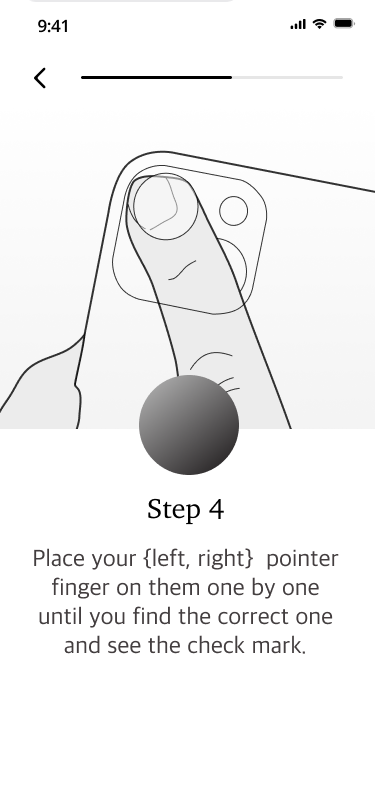 9:41
Step 4
Place your {left, right}  pointer
finger on them one by one
until you find the correct one
and see the check mark.